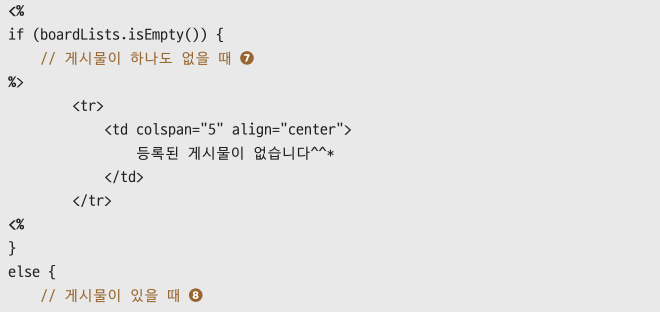 <%
if (boardLists.isEmpty()) {
    // 게시물이 하나도 없을 때 ❼
%>
        <tr>
            <td colspan="5" align="center">
                등록된 게시물이 없습니다^^*
            </td>
        </tr>
<%
}
else {
    // 게시물이 있을 때 ❽